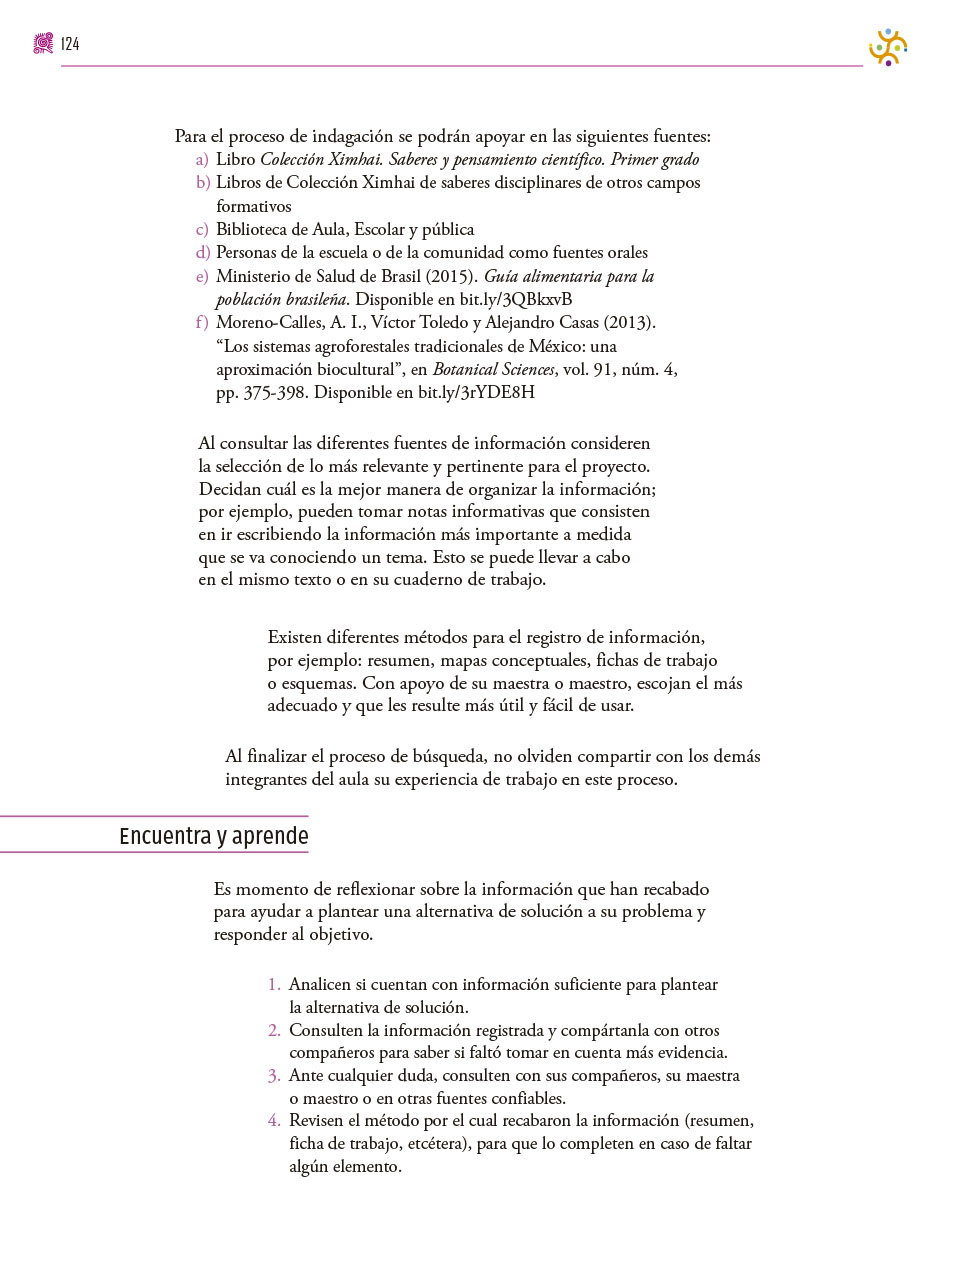 124
Para el proceso de indagación se podrán apoyar en las siguientes fuentes:
a) Libro Colección Ximhai. Saberes y pensamiento científico. Primer grado
b) Libros de Colección Ximhai de saberes disciplinares de otros campos
formativos
c) Biblioteca de Aula, Escolar y pública
d) Personas de la escuela o de la comunidad como fuentes orales
e) Ministerio de Salud de Brasil (2015). Guía alimentaria para la
población brasileña. Disponible en bit.ly/3QBkxvB
f) Moreno-Calles, A. I., Víctor Toledo y Alejandro Casas (2013).
“Los sistemas agroforestales tradicionales de México: una
aproximación biocultural”, en Botanical Sciences, vol. 91, núm. 4,
pp. 375-398. Disponible en bit.ly/3rYDE8H
Al consultar las diferentes fuentes de información consideren
la selección de lo más relevante y pertinente para el proyecto.
Decidan cuál es la mejor manera de organizar la información;
por ejemplo, pueden tomar notas informativas que consisten
en ir escribiendo la información más importante a medida
que se va conociendo un tema. Esto se puede llevar a cabo
en el mismo texto o en su cuaderno de trabajo.
Existen diferentes métodos para el registro de información,
por ejemplo: resumen, mapas conceptuales, fichas de trabajo
o esquemas. Con apoyo de su maestra o maestro, escojan el más
adecuado y que les resulte más útil y fácil de usar.
Al finalizar el proceso de búsqueda, no olviden compartir con los demás
integrantes del aula su experiencia de trabajo en este proceso.
Encuentra y aprende
Es momento de reflexionar sobre la información que han recabado
para ayudar a plantear una alternativa de solución a su problema y
responder al objetivo.
1. Analicen si cuentan con información suficiente para plantear
la alternativa de solución.
2. Consulten la información registrada y compártanla con otros
compañeros para saber si faltó tomar en cuenta más evidencia.
3. Ante cualquier duda, consulten con sus compañeros, su maestra
o maestro o en otras fuentes confiables.
4. Revisen el método por el cual recabaron la información (resumen,
ficha de trabajo, etcétera), para que lo completen en caso de faltar
algún elemento.